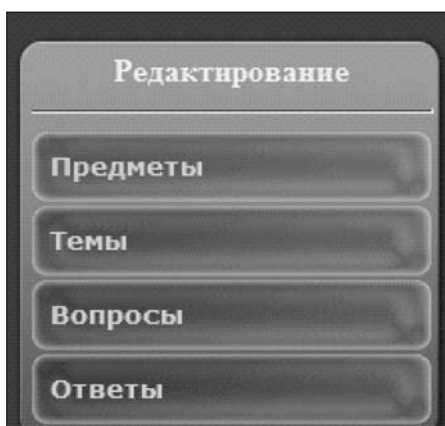 Редактирование
Предметы
Темы
Вопросы
Ответы